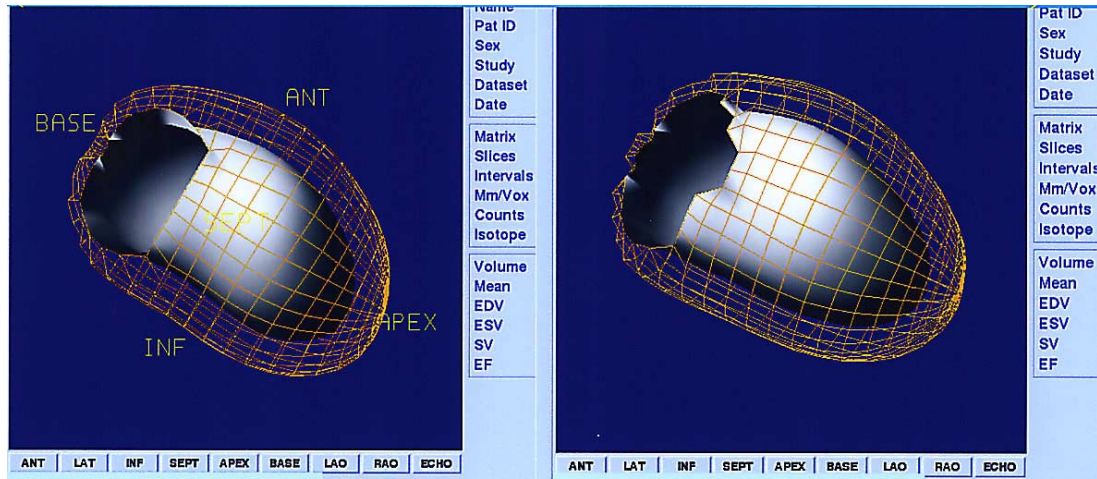 Name
Pat ID
Sex
Study
Dataset
Date
Matrix
Slices
Intervals
Mm/Vox
Counts
Isotope
Volume
Mean
EDV
ESV
SV
EF
BASE
ANT
SEPT
INF
APEX
ANT LAT INF SEPT APEX BASE LAO RAO ECHO
Pat ID
Sex
Study
Dataset
Date
Matrix
Slices
Intervals
Mm/Vox
Counts
Isotope
Volume
Mean
EDV
ESV
SV
EF
ANT LAT INF SEPT APEX BASE LAO RAO ECHO